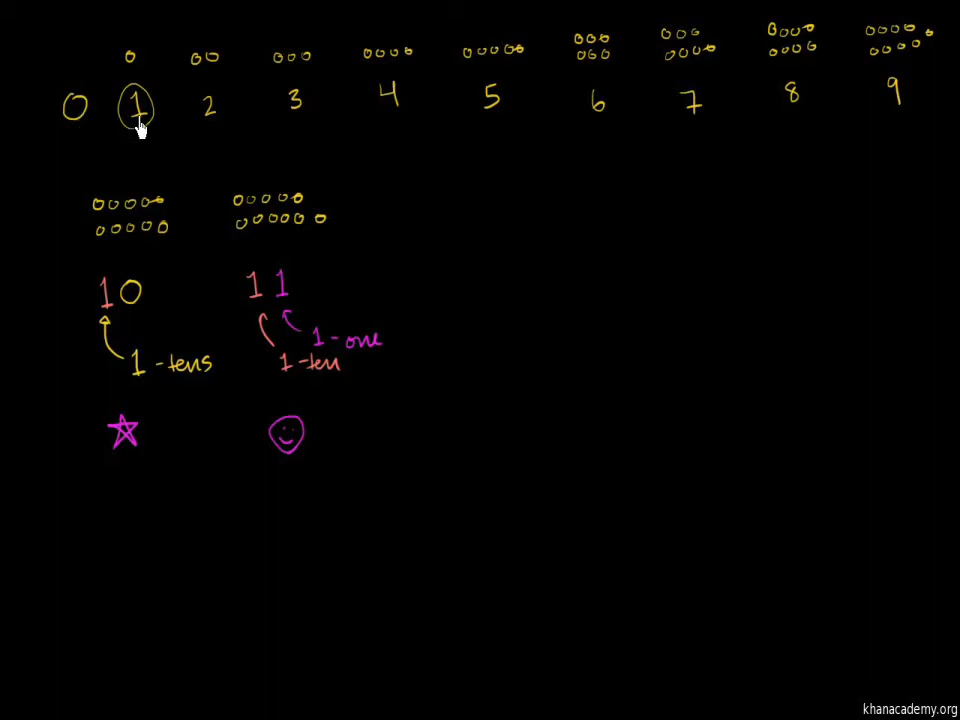 0 1 2 3 4 5 6 7 8 9
10 11
1-one
1-tens 1-ten
khanacademy.org